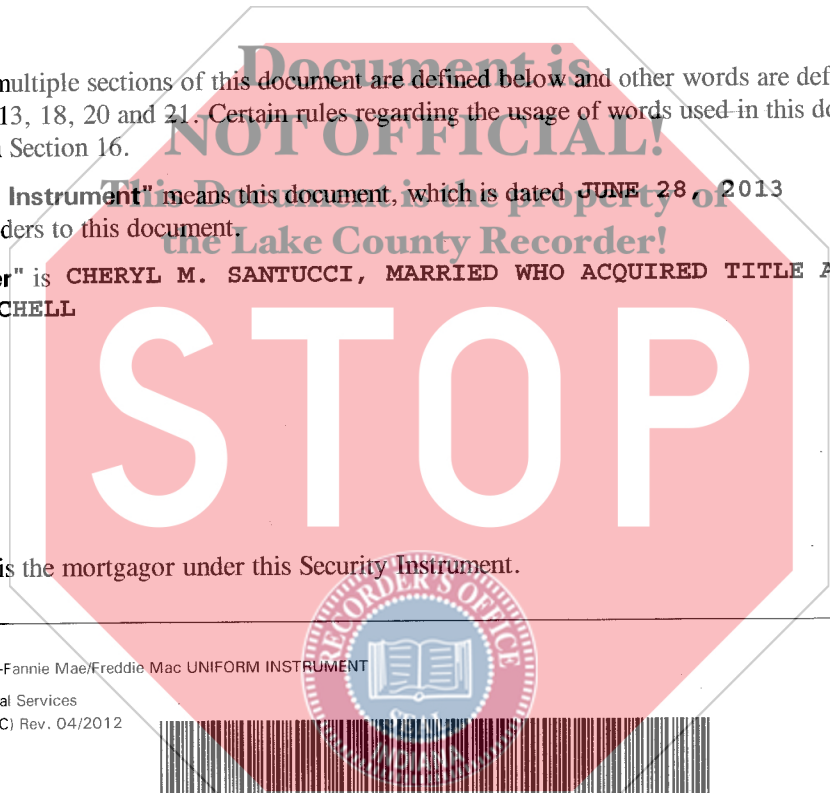 Document is
multiple sections of this document are defined below and other words are def
13, 18, 20 and 21. Certain rules regarding the usage of words used in this do
NOT OFFICIAL!
Section 16.
Instrument" means this document, which is dated JUNE 28, 2013
This Document is the property of
ders to this document.
the Lake County Recorder!
er" is CHERYL M. SANTUCCI, MARRIED WHO ACQUIRED TITLE A
CHELL
STOP
is the mortgagor under this Security Instrument.
RECORDER'S OFFICE
-Fannie Mae/Freddie Mac UNIFORM INSTRUMENT
al Services
C) Rev. 04/2012
SEAL
INDIANA